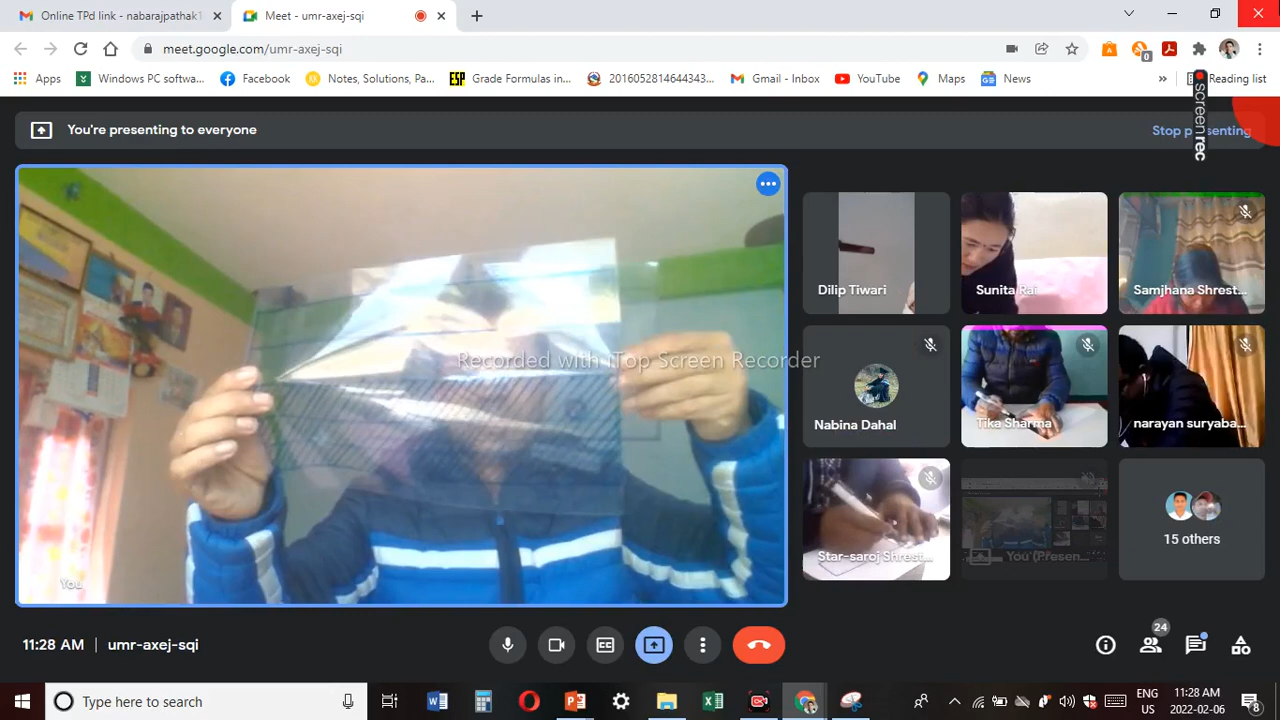 Online TPd link - nabarajpathak1
Meet - umr-axej-sqi
meet.google.com/umr-axej-sqi
0
Apps
Windows PC softwa...
Facebook
Notes, Solutions, Pa...
ESP Grade Formulas in...
2016052814644343...
Gmail - Inbox
YouTube
Maps
News
»
Reading list
You're presenting to everyone
Stop presenting
screenrec
Recorded with iTop Screen Recorder
You
Dilip Tiwari
Sunita Rai
Samjhana Shrest...
Nabina Dahal
Tika Sharma
narayan suryaba...
Star-saroj Shrest...
You (Presen...
15 others
11:28 AM | umr-axej-sqi
CC
24
Type here to search
ENG
US
11:28 AM
2022-02-06
8